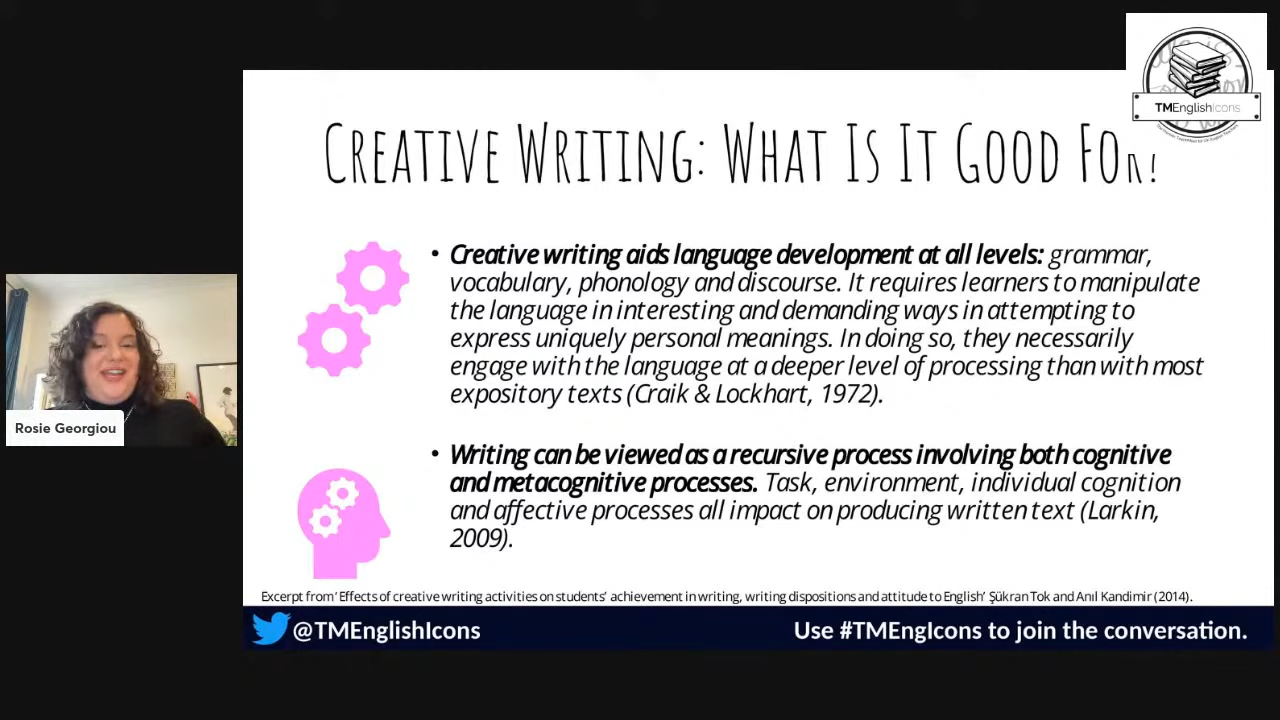 TMEnglishIcons
CREATIVE WRITING: WHAT IS IT GOOD FOR!
• Creative writing aids language development at all levels: grammar,
vocabulary, phonology and discourse. It requires learners to manipulate
the language in interesting and demanding ways in attempting to
express uniquely personal meanings. In doing so, they necessarily
engage with the language at a deeper level of processing than with most
expository texts (Craik & Lockhart, 1972).
Rosie Georgiou
• Writing can be viewed as a recursive process involving both cognitive
and metacognitive processes. Task, environment, individual cognition
and affective processes all impact on producing written text (Larkin,
2009).
Excerpt from 'Effects of creative writing activities on students' achievement in writing, writing dispositions and attitude to English' Şükran Tok and Anıl Kandimir (2014).
@TMEnglishIcons
Use #TMEngIcons to join the conversation.